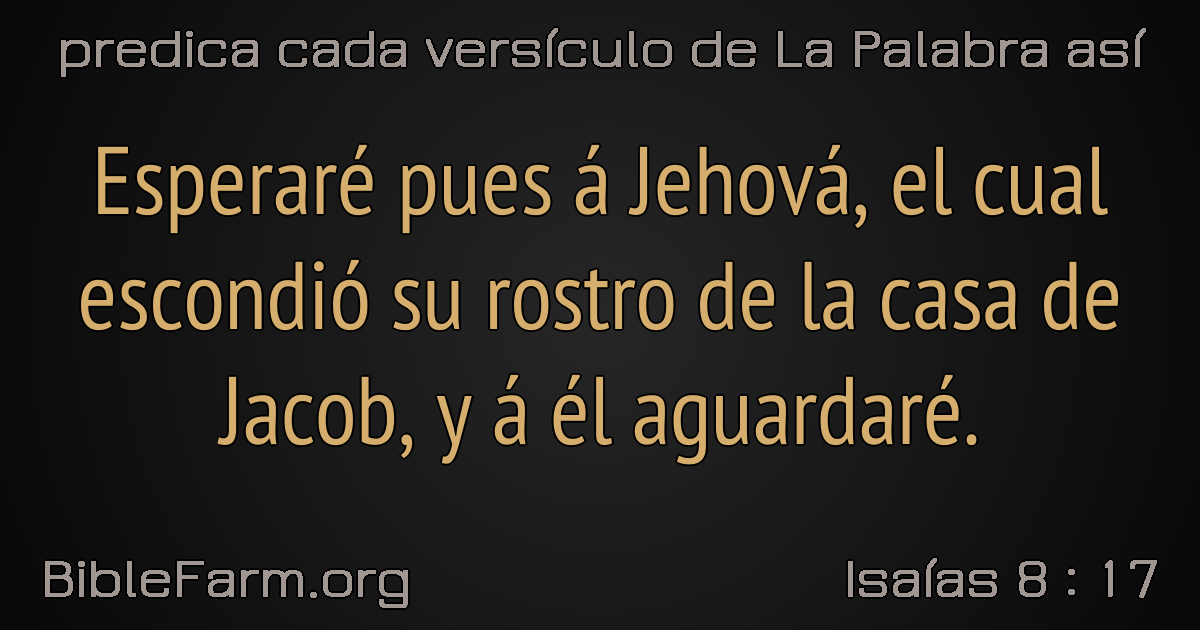 predica cada versículo de La Palabra así
Esperaré pues á Jehová, el cual
escondió su rostro de la casa de
Jacob, y á él aguardaré.
BibleFarm.org
Isaías 8 : 17